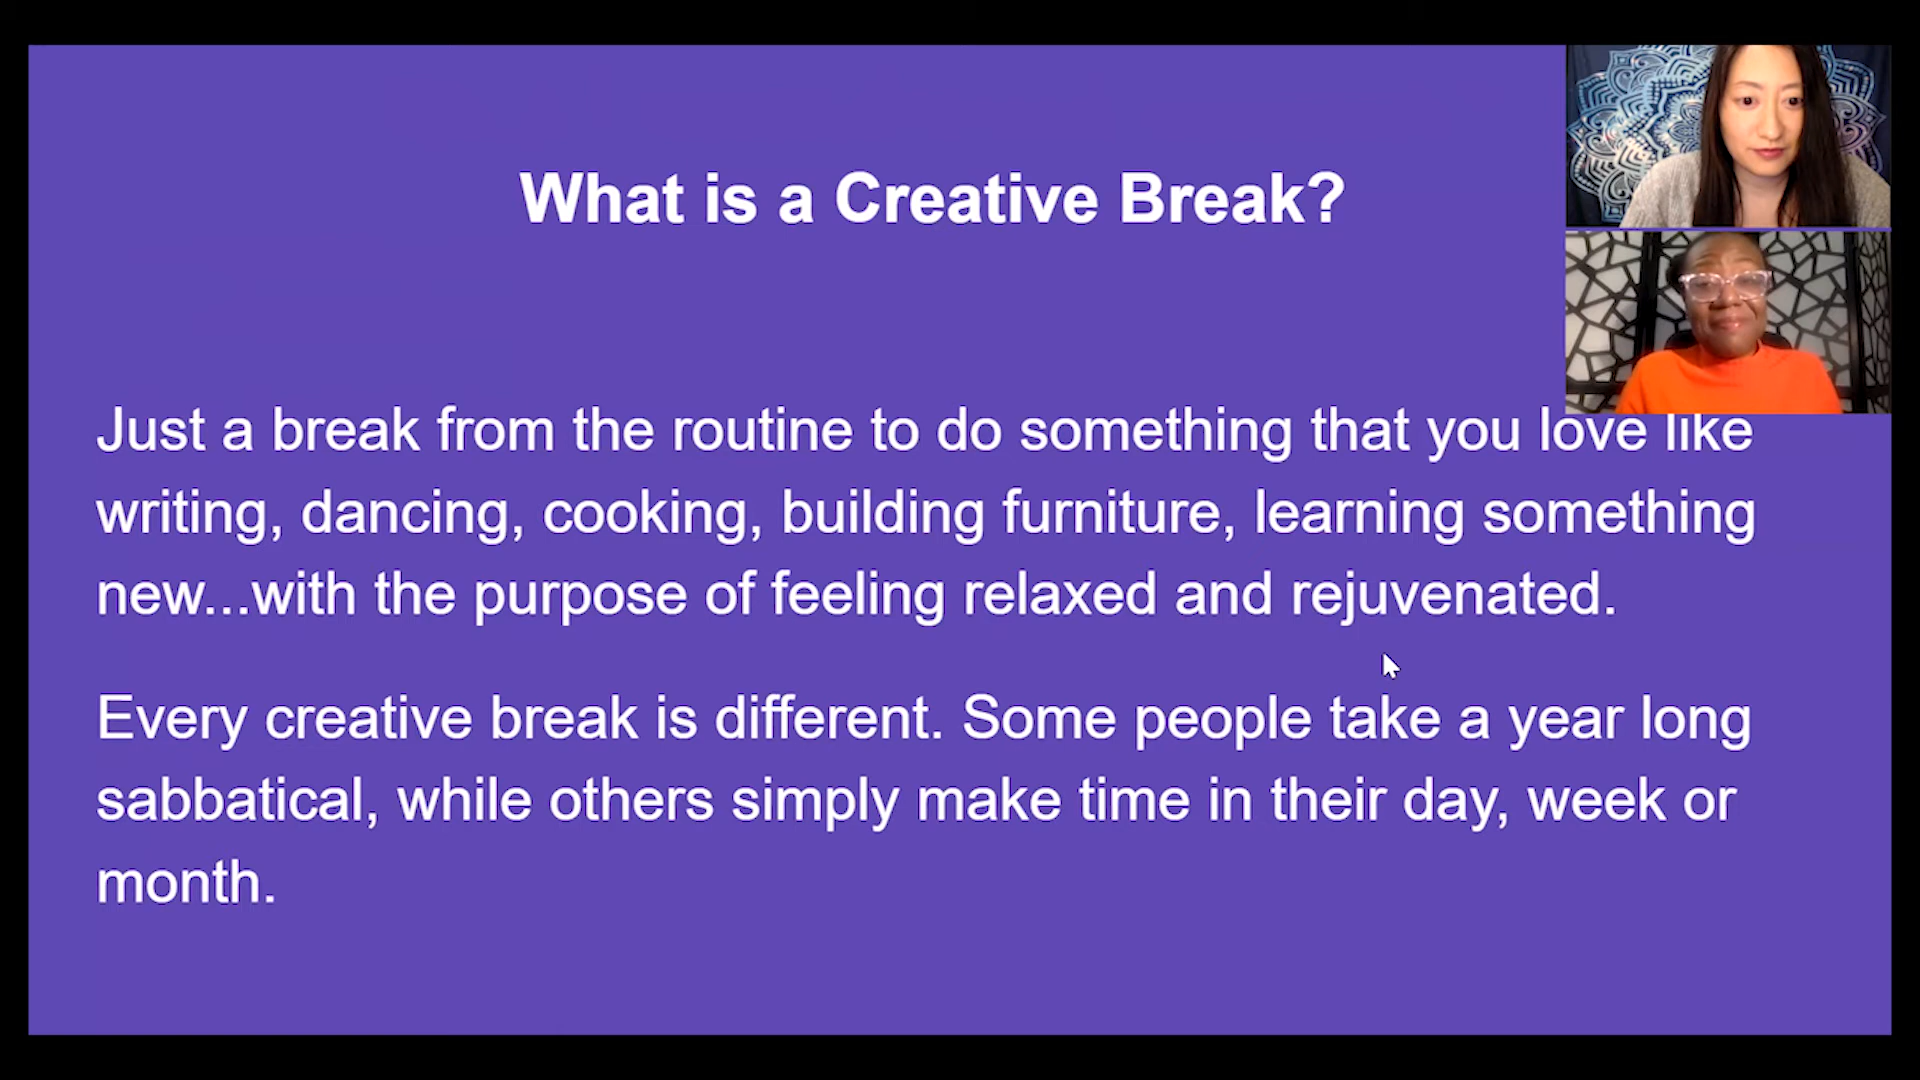 What is a Creative Break?
Just a break from the routine to do something that you love like
writing, dancing, cooking, building furniture, learning something
new...with the purpose of feeling relaxed and rejuvenated.
Every creative break is different. Some people take a year long
sabbatical, while others simply make time in their day, week or
month.